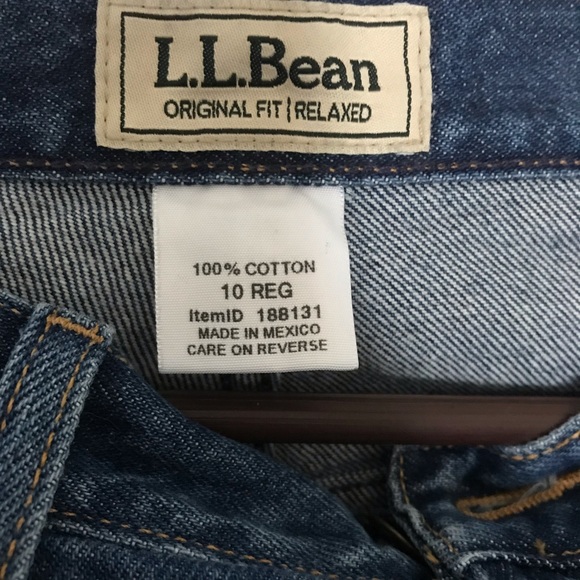 L.L.Bean
ORIGINAL FIT | RELAXED
100% COTTON
10 REG
ItemID 188131
MADE IN MEXICO
CARE ON REVERSE